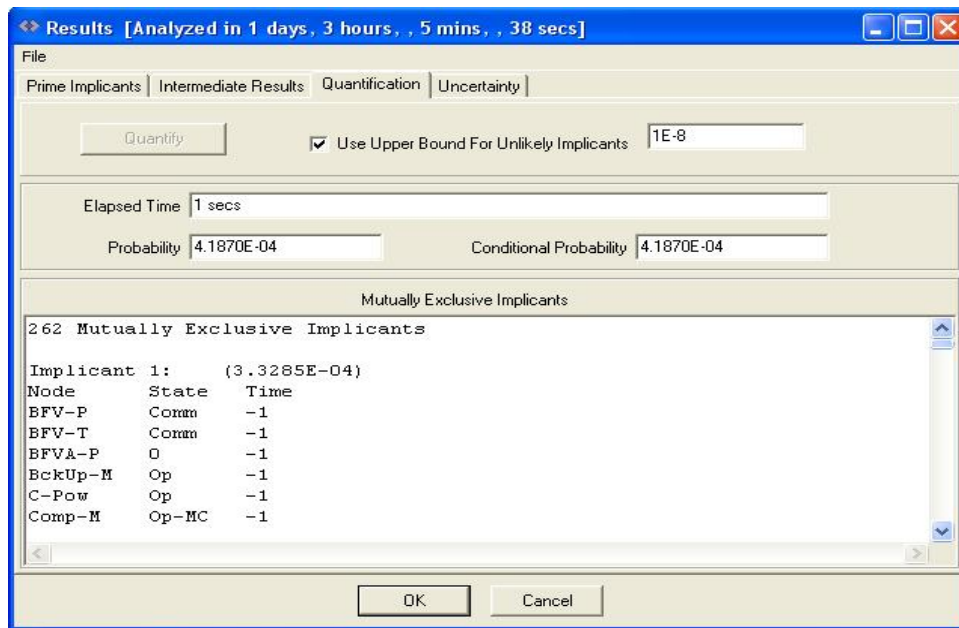 Results [Analyzed in 1 days, 3 hours, , 5 mins, , 38 secs]
File
Prime Implicants Intermediate Results Quantification Uncertainty
Quantify Use Upper Bound For Unlikely Implicants 1E-8
Elapsed Time 1 secs
Probability 4.1870E-04 Conditional Probability 4.1870E-04
Mutually Exclusive Implicants
262 Mutually Exclusive Implicants
Implicant 1: (3.3285E-04)
Node State Time
BFV-P Comm -1
BFV-T Comm -1
BFVA-P 0 -1
BckUp-M Op -1
C-Pow Op -1
Comp-M Op-MC -1
OK Cancel